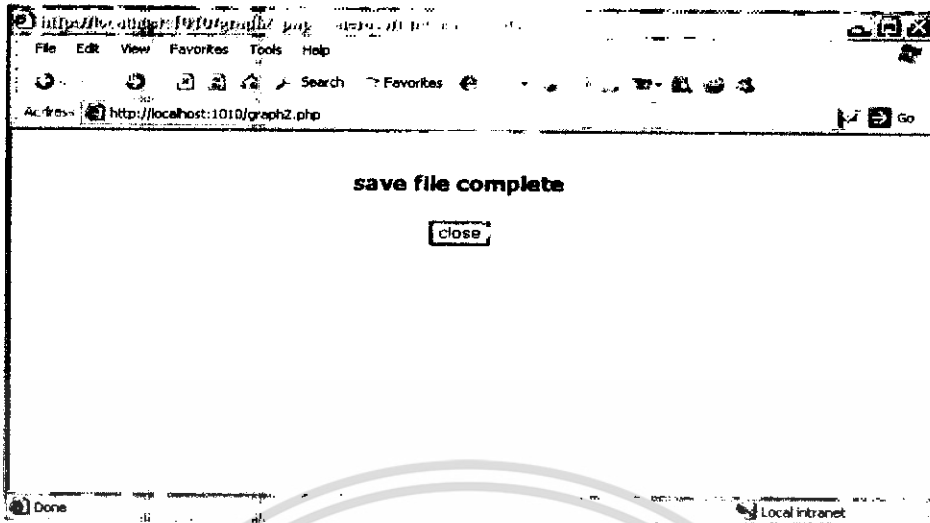 File Edit View Favorites Tools Help
Search Favorites
Address http://localhost:1010/graph2.php Go
save file complete
close
Done Local intranet